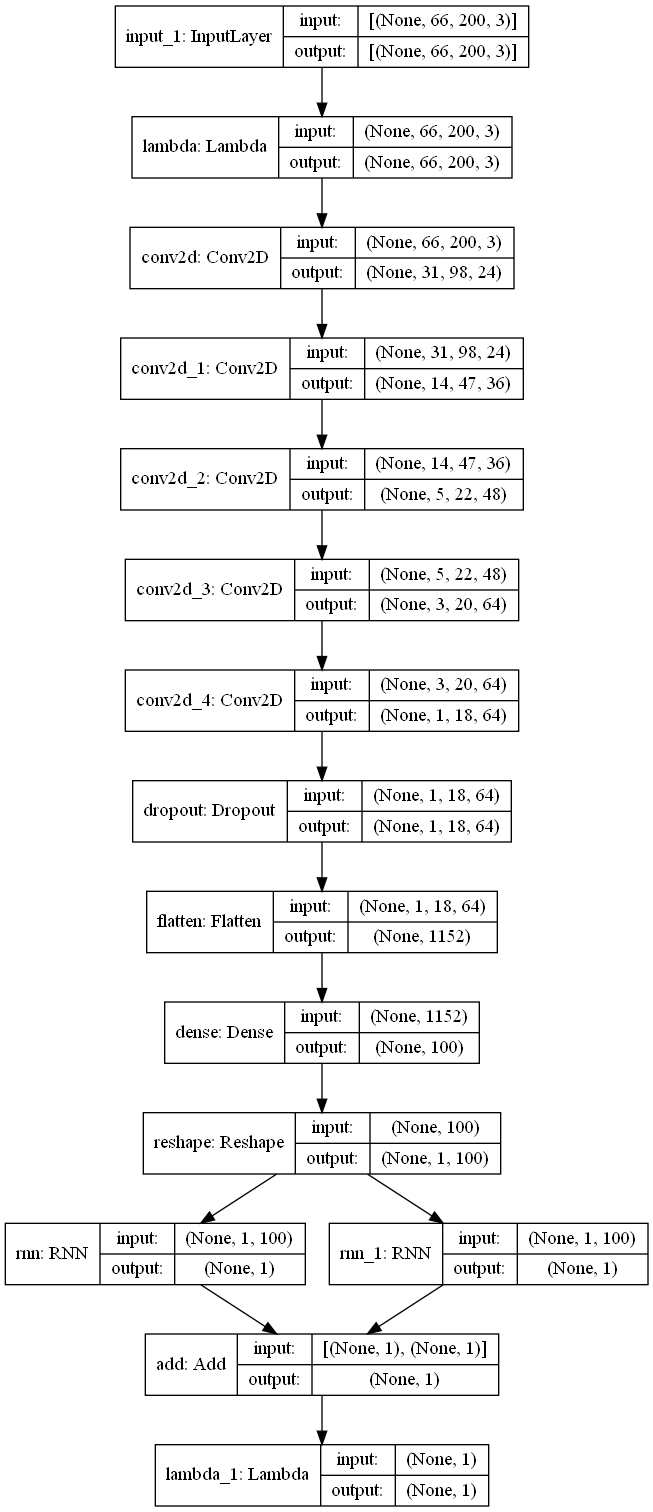 input_1: InputLayer
input: [(None, 66, 200, 3)]
output: [(None, 66, 200, 3)]
lambda: Lambda
input: (None, 66, 200, 3)
output: (None, 66, 200, 3)
conv2d: Conv2D
input: (None, 66, 200, 3)
output: (None, 31, 98, 24)
conv2d_1: Conv2D
input: (None, 31, 98, 24)
output: (None, 14, 47, 36)
conv2d_2: Conv2D
input: (None, 14, 47, 36)
output: (None, 5, 22, 48)
conv2d_3: Conv2D
input: (None, 5, 22, 48)
output: (None, 3, 20, 64)
conv2d_4: Conv2D
input: (None, 3, 20, 64)
output: (None, 1, 18, 64)
dropout: Dropout
input: (None, 1, 18, 64)
output: (None, 1, 18, 64)
flatten: Flatten
input: (None, 1, 18, 64)
output: (None, 1152)
dense: Dense
input: (None, 1152)
output: (None, 100)
reshape: Reshape
input: (None, 100)
output: (None, 1, 100)
rnn: RNN
input: (None, 1, 100)
output: (None, 1)
rnn_1: RNN
input: (None, 1, 100)
output: (None, 1)
add: Add
input: [(None, 1), (None, 1)]
output: (None, 1)
lambda_1: Lambda
input: (None, 1)
output: (None, 1)